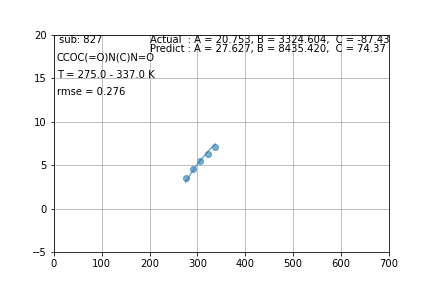 sub: 827
Actual : A = 20.753, B = 3324.604, C = -87.43
Predict : A = 27.627, B = 8435.420, C = 74.37
CCOC(=O)N(C)N=O
T = 275.0 - 337.0 K
rmse = 0.276
20
15
10
5
0
−5
0 100 200 300 400 500 600 700